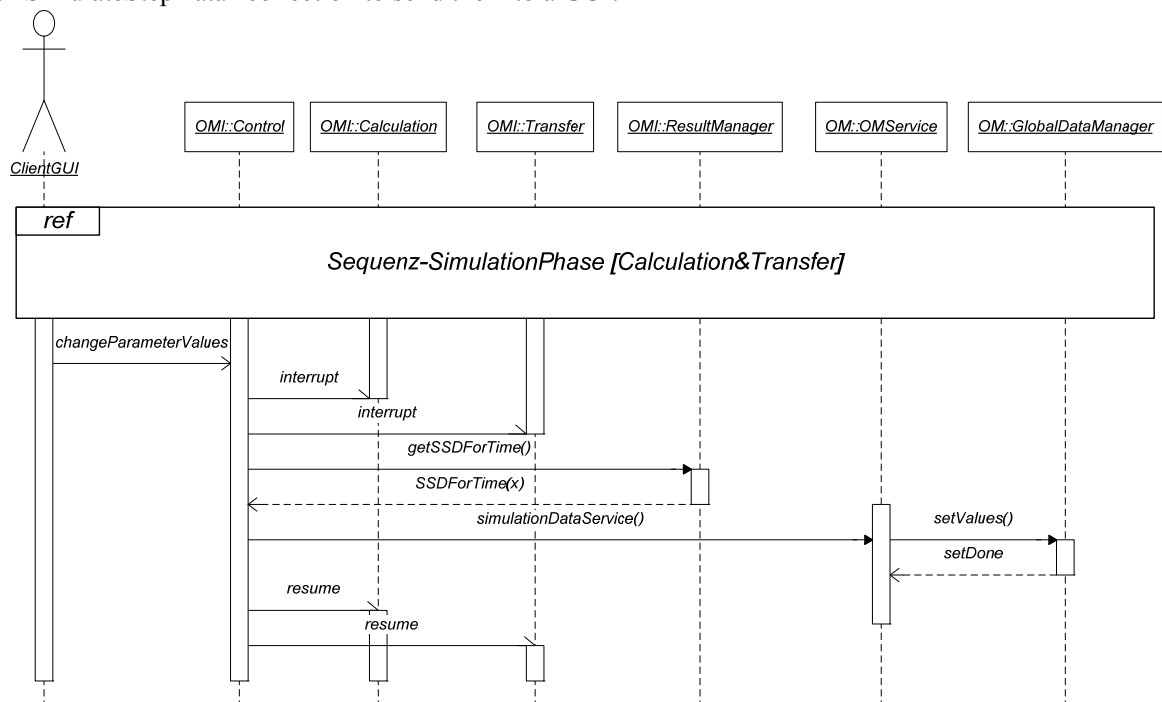 OMI::Control
OMI::Calculation
OMI::Transfer
OMI::ResultManager
OM::OMService
OM::GlobalDataManager
ClientGUI
ref
Sequenz-SimulationPhase [Calculation&Transfer]
changeParameterValues
interrupt
interrupt
getSSDForTime()
SSDForTime(x)
simulationDataService()
setValues()
setDone
resume
resume